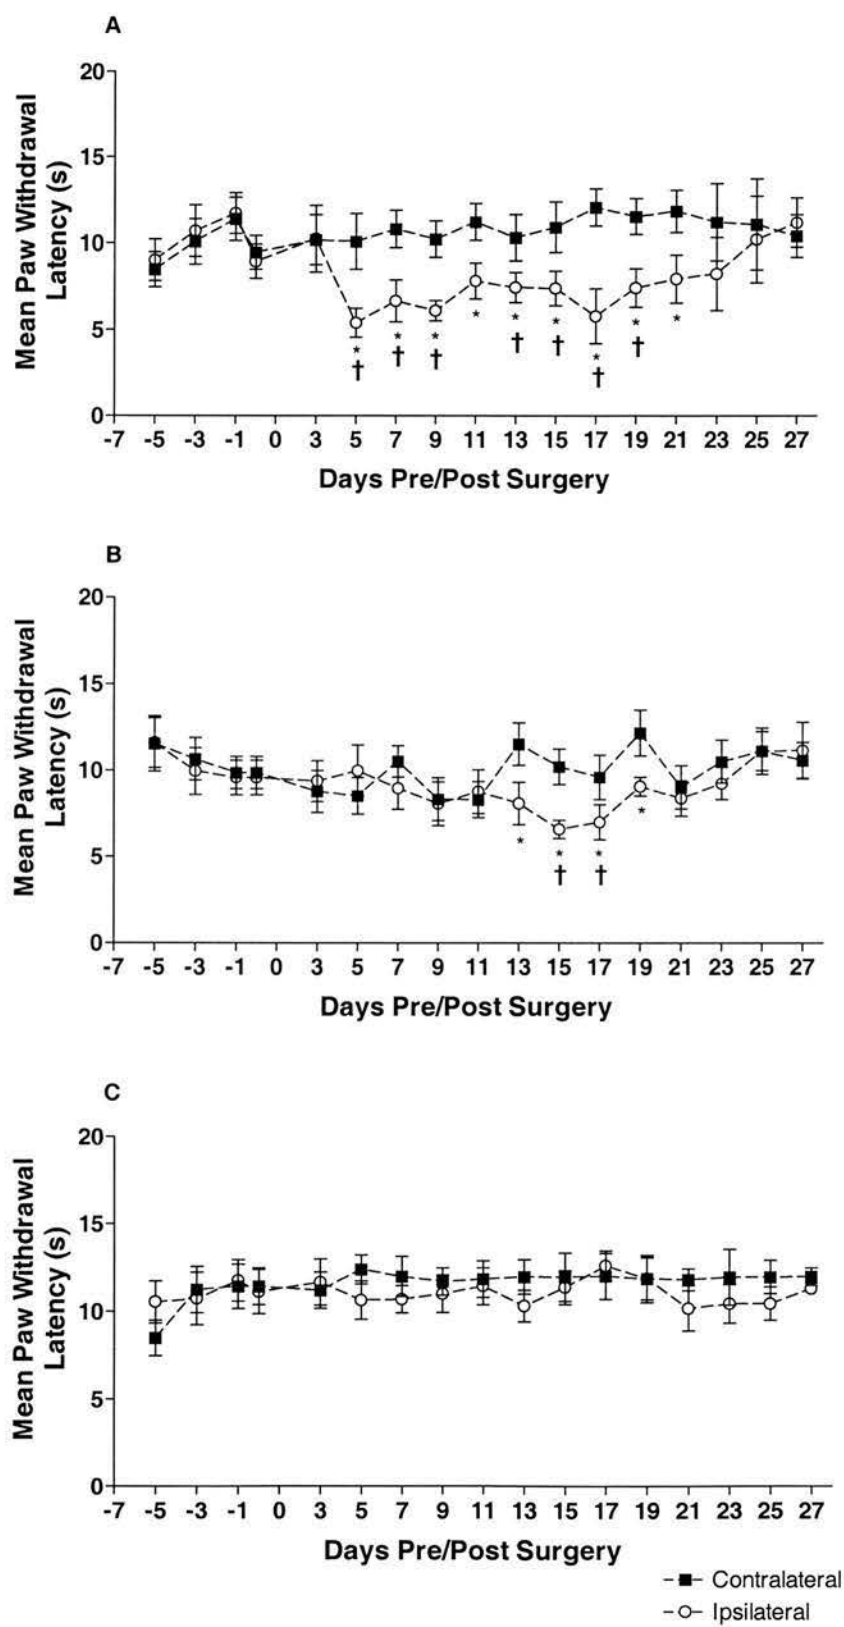 A
Mean Paw Withdrawal
Latency (s)
20
15
10
5
0
* * * * * * * * *
† † † † † † †
-7 -5 -3 -1 0 3 5 7 9 11 13 15 17 19 21 23 25 27
Days Pre/Post Surgery
B
Mean Paw Withdrawal
Latency (s)
20
15
10
5
0
* * * *
† †
-7 -5 -3 -1 0 3 5 7 9 11 13 15 17 19 21 23 25 27
Days Pre/Post Surgery
C
Mean Paw Withdrawal
Latency (s)
20
15
10
5
0
-7 -5 -3 -1 0 3 5 7 9 11 13 15 17 19 21 23 25 27
Days Pre/Post Surgery
Contralateral
Ipsilateral